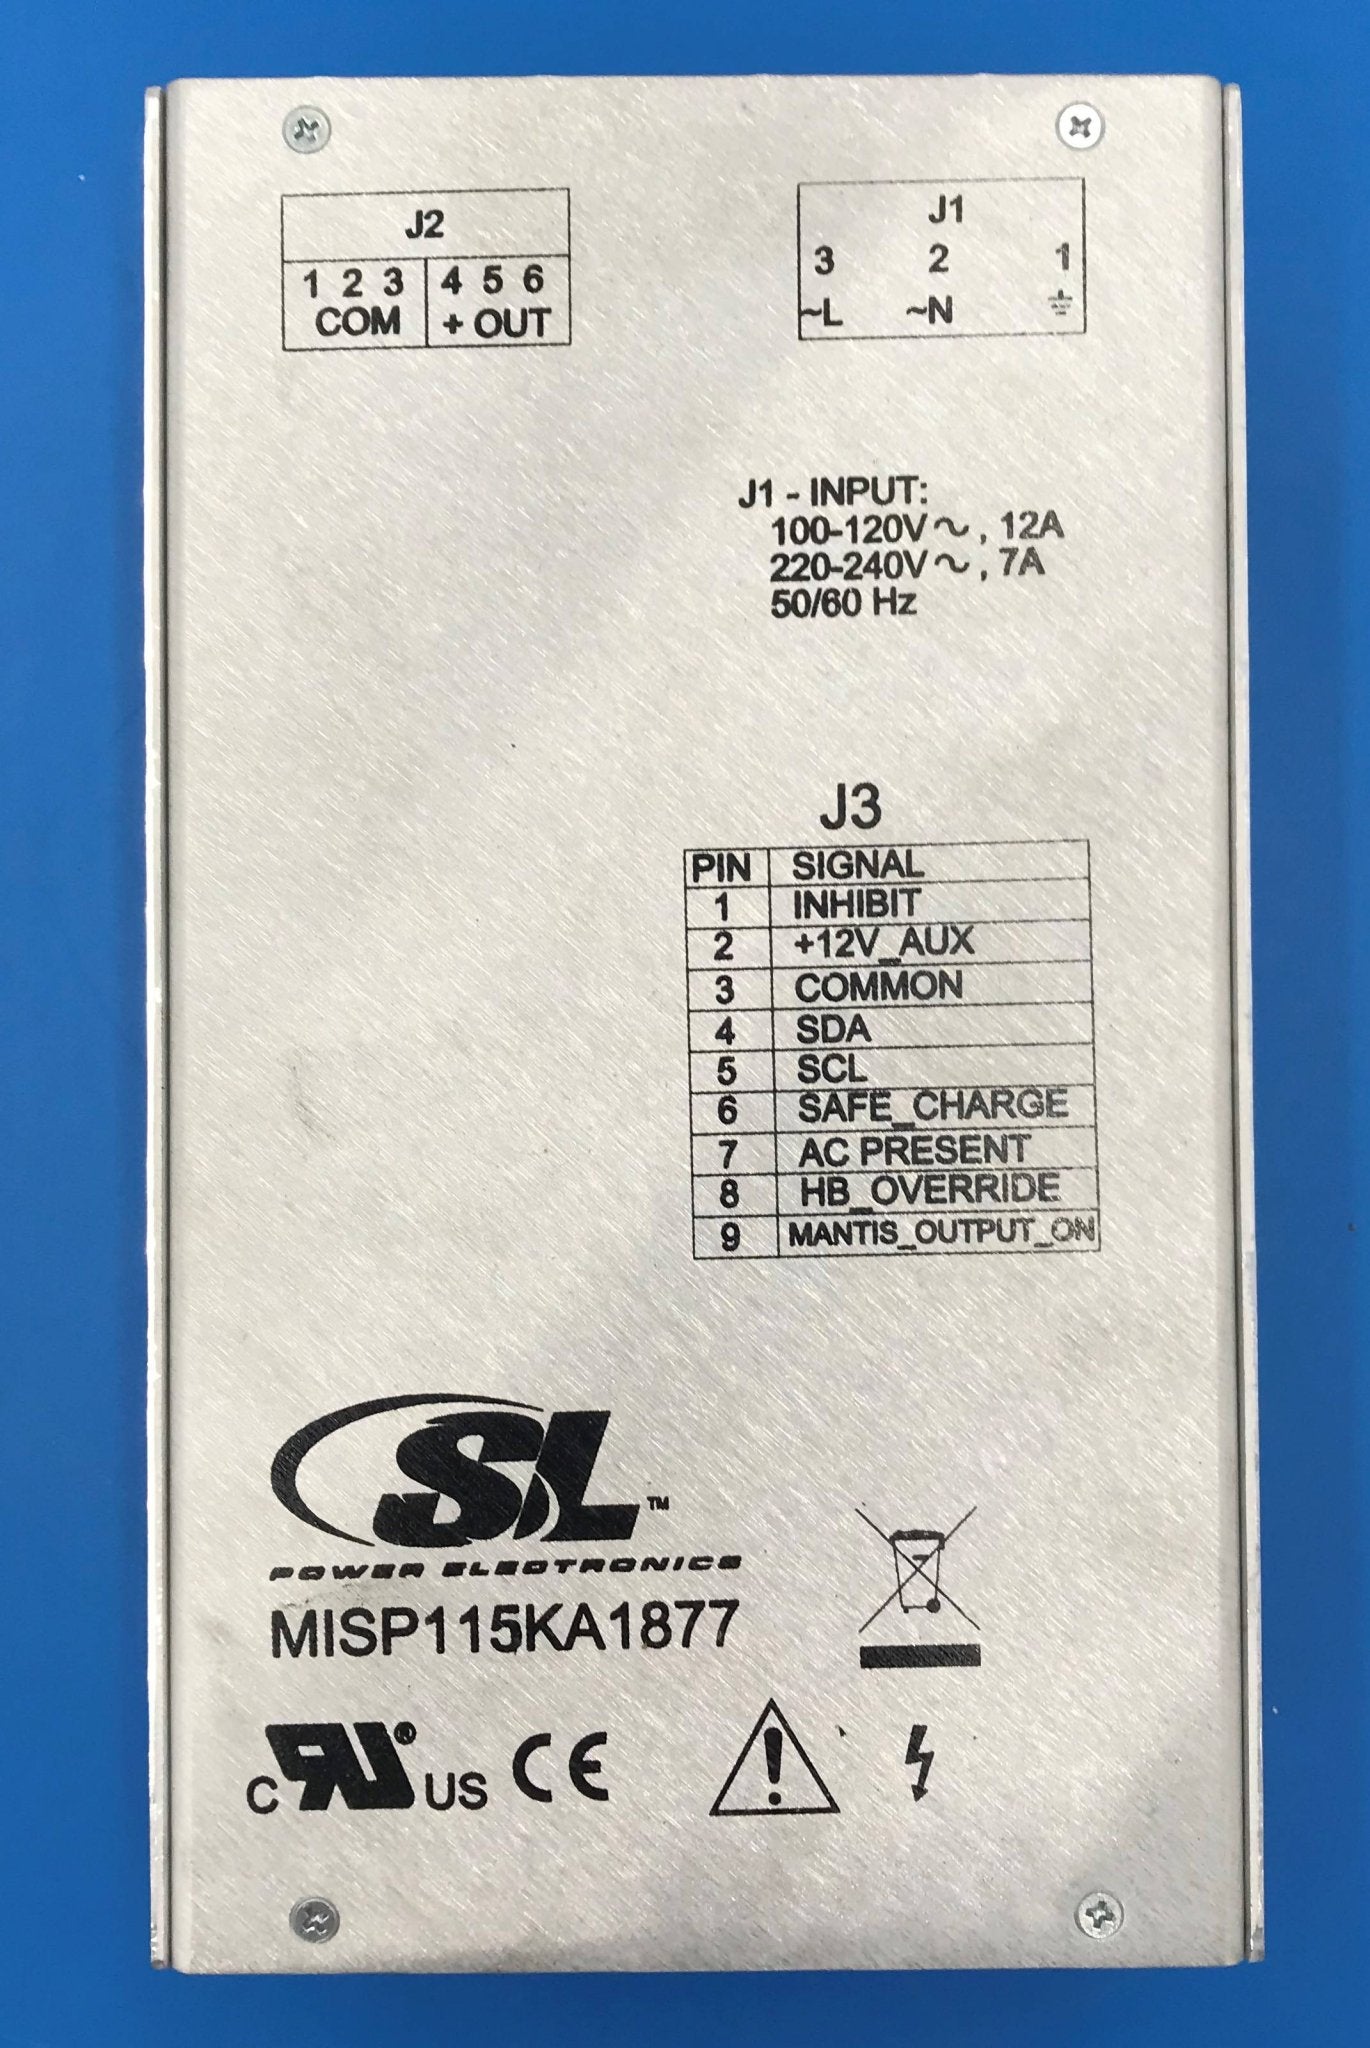 J2
1 2 3 4 5 6
COM + OUT
J1
3 2 1
~L ~N
J1 - INPUT:
100-120V ~, 12A
220-240V ~, 7A
50/60 Hz
J3
PIN SIGNAL
1 INHIBIT
2 +12V_AUX
3 COMMON
4 SDA
5 SCL
6 SAFE_CHARGE
7 AC PRESENT
8 HB_OVERRIDE
9 MANTIS_OUTPUT_ON
SL™
POWER ELECTRONICS
MISP115KA1877
C RU® US CE